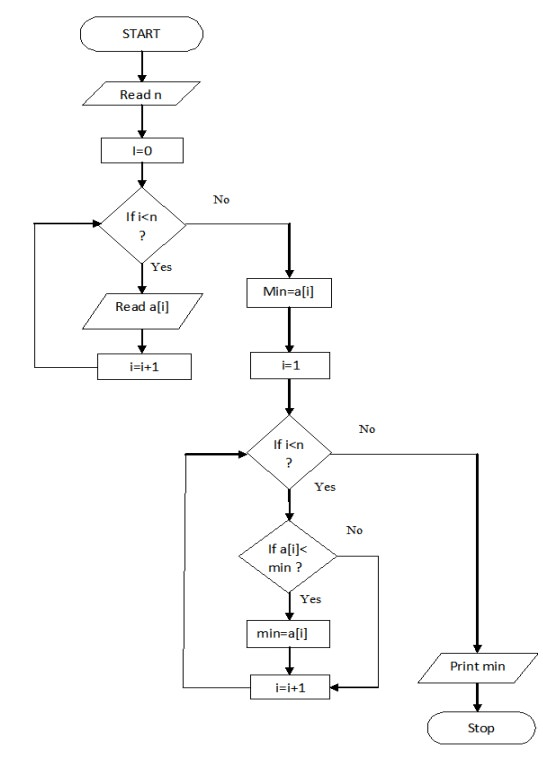 START
Read n
I=0
No
If i<n
?
Yes
Read a[i]
i=i+1
Min=a[i]
i=1
No
If i<n
?
Yes
No
If a[i]<
min ?
Yes
min=a[i]
i=i+1
Print min
Stop